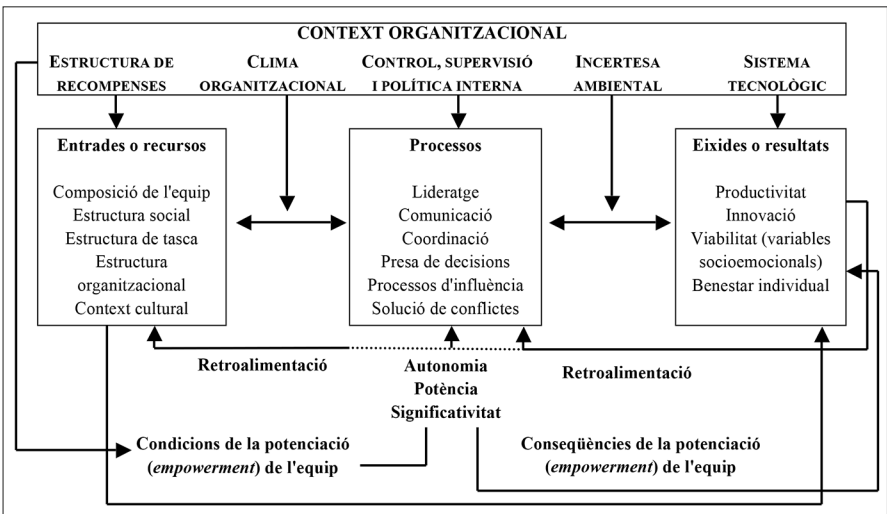 CONTEXT ORGANITZACIONAL
ESTRUCTURA DE
RECOMPENSES
CLIMA
ORGANITZACIONAL
CONTROL, SUPERVISIÓ
I POLÍTICA INTERNA
INCERTESA
AMBIENTAL
SISTEMA
TECNOLÒGIC
Entrades o recursos
Composició de l'equip
Estructura social
Estructura de tasca
Estructura
organitzacional
Context cultural
Processos
Lideratge
Comunicació
Coordinació
Presa de decisions
Processos d'influència
Solució de conflictes
Eixides o resultats
Productivitat
Innovació
Viabilitat (variables
socioemocionals)
Benestar individual
Retroalimentació
Autonomia
Potència
Significativitat
Retroalimentació
Condicions de la potenciació
(empowerment) de l'equip
Conseqüències de la potenciació
(empowerment) de l'equip